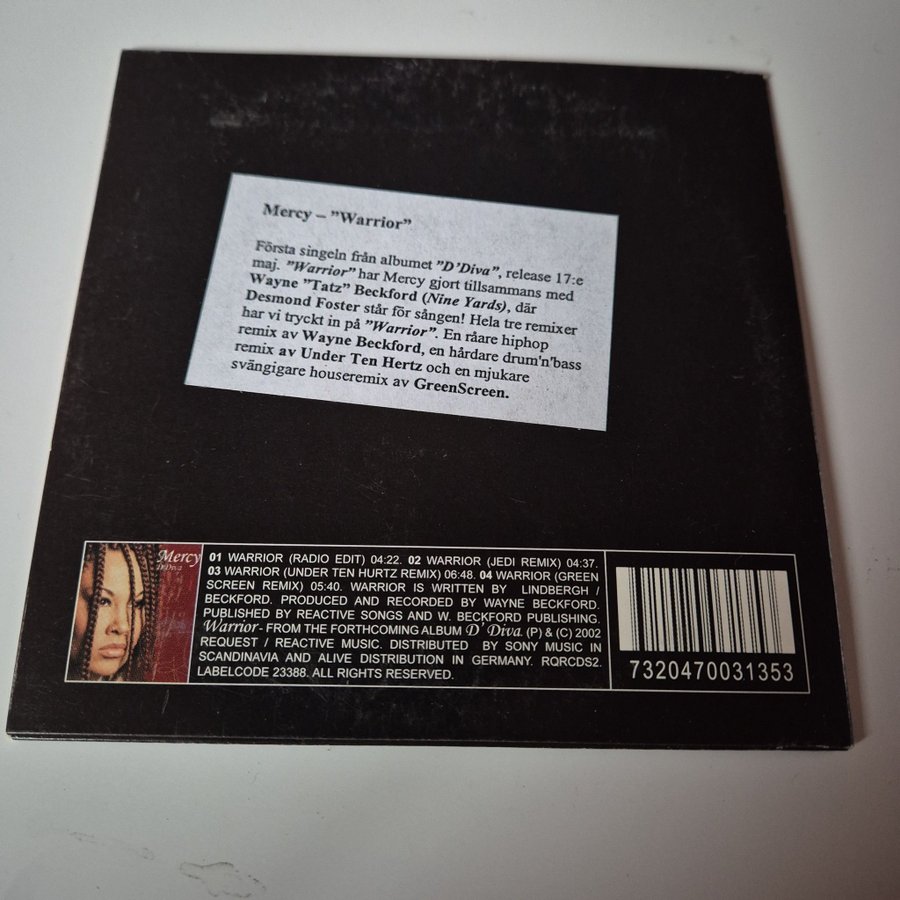 Mercy – ”Warrior”
Första singeln från albumet ”D’Diva”, release 17:e
maj. ”Warrior” har Mercy gjort tillsammans med
Wayne ”Tatz” Beckford (Nine Yards), där
Desmond Foster står för sången! Hela tre remixer
har vi tryckt in på ”Warrior”. En råare hiphop
remix av Wayne Beckford, en hårdare drum'n'bass
remix av Under Ten Hertz och en mjukare
svängigare houseremix av GreenScreen.
Mercy
D'Diva
01 WARRIOR (RADIO EDIT) 04:22. 02 WARRIOR (JEDI REMIX) 04:37.
03 WARRIOR (UNDER TEN HURTZ REMIX) 06:48. 04 WARRIOR (GREEN
SCREEN REMIX) 05:40. WARRIOR IS WRITTEN BY LINDBERGH /
BECKFORD. PRODUCED AND RECORDED BY WAYNE BECKFORD.
PUBLISHED BY REACTIVE SONGS AND W. BECKFORD PUBLISHING.
Warrior- FROM THE FORTHCOMING ALBUM D' Diva. (P) & (C) 2002
REQUEST / REACTIVE MUSIC. DISTRIBUTED BY SONY MUSIC IN
SCANDINAVIA AND ALIVE DISTRIBUTION IN GERMANY. RQRCDS2.
LABELCODE 23388. ALL RIGHTS RESERVED.
7320470031353